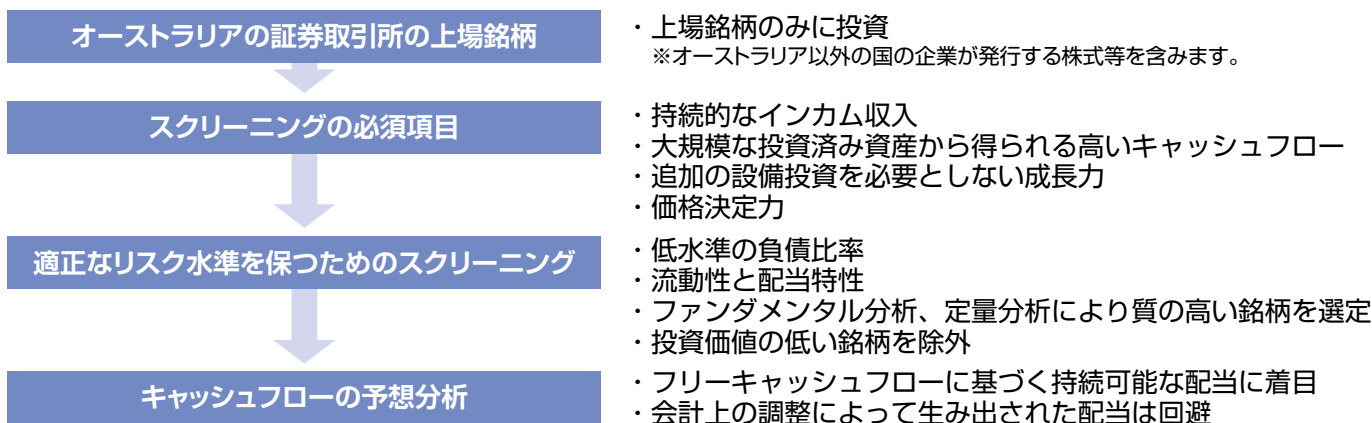 オーストラリアの証券取引所の上場銘柄
・上場銘柄のみに投資
※オーストラリア以外の国の企業が発行する株式等を含みます。
スクリーニングの必須項目
・持続的なインカム収入
・大規模な投資済み資産から得られる高いキャッシュフロー
・追加の設備投資を必要としない成長力
・価格決定力
適正なリスク水準を保つためのスクリーニング
・低水準の負債比率
・流動性と配当特性
・ファンダメンタル分析、定量分析により質の高い銘柄を選定
・投資価値の低い銘柄を除外
キャッシュフローの予想分析
・フリーキャッシュフローに基づく持続可能な配当に着目
・会計上の調整によって生み出された配当は回避